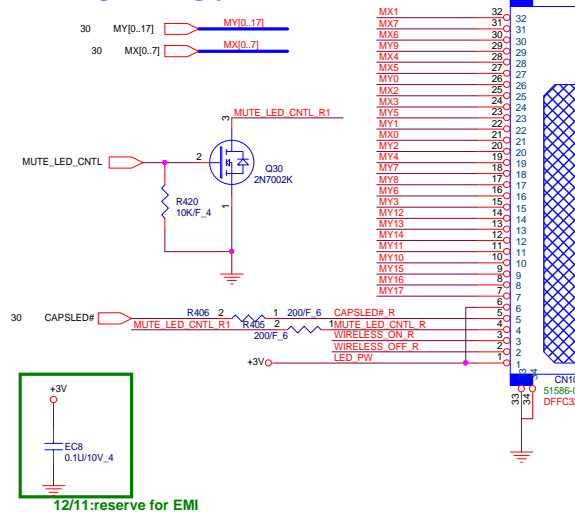 30 MY[0..17] MY[0..17]
30 MX[0..7] MX[0..7]
MX1 32 32
MX7 31 31
MX6 30 30
MY9 29 29
MX4 28 28
MX5 27 27
MY0 26 26
MX2 25 25
MX3 24 24
MY5 23 23
MY1 22 22
MX0 21 21
MY2 20 20
MY4 19 19
MY7 18 18
MY8 17 17
MY6 16 16
MY3 15 15
MY12 14 14
MY13 13 13
MY14 12 12
MY11 11 11
MY10 10 10
MY15 9 9
MY16 8 8
MY17 7 7
6 6
CAPSLED#_R 5 5
MUTE_LED_CNTL_R 4 4
WIRELESS_ON_R 3 3
WIRELESS_OFF_R 2 2
LED_PW 1 1
3 MUTE_LED_CNTL_R1
MUTE_LED_CNTL 2
Q30
2N7002K
1
R420
10K/F_4
30 CAPSLED# R406 2 1 200/F_6
MUTE_LED_CNTL_R1 R405 2 1
200/F_6
+3V
33 34
34
CN10
51586-0
DFFC32
+3V
EC8
0.1U/10V_4
12/11:reserve for EMI